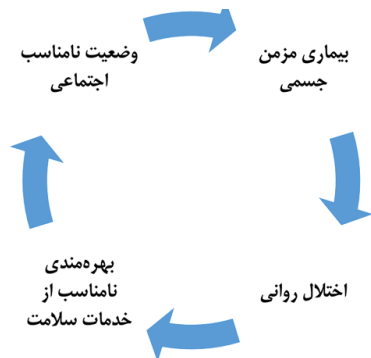 بیماری مزمن
جسمی
اختلال روانی
بهره‌مندی
نامناسب از
خدمات سلامت
وضعیت نامناسب
اجتماعی